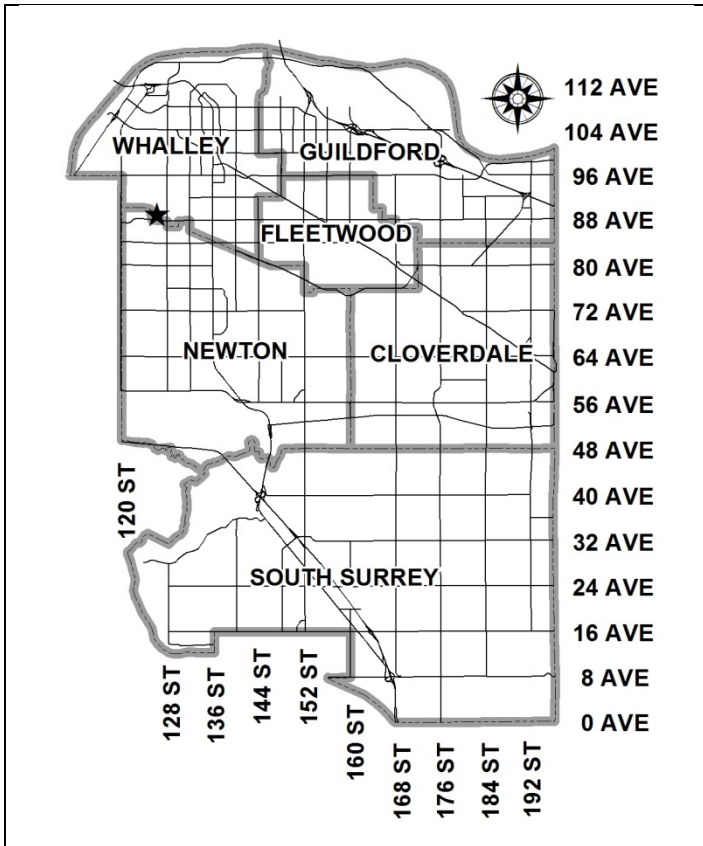 112 AVE
104 AVE
WHALLEY
GUILDFORD
96 AVE
88 AVE
FLEETWOOD
80 AVE
72 AVE
NEWTON
CLOVERDALE
64 AVE
56 AVE
48 AVE
120 ST
40 AVE
32 AVE
SOUTH SURREY
24 AVE
16 AVE
128 ST
136 ST
144 ST
152 ST
160 ST
8 AVE
0 AVE
168 ST
176 ST
184 ST
192 ST